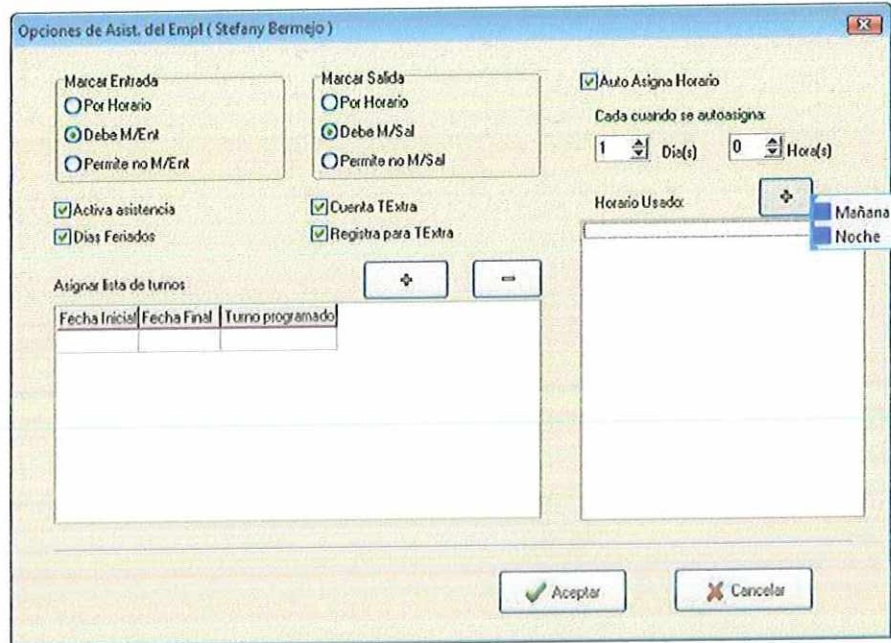 Opciones de Asist. del Empl ( Stefany Bermejo )
Marcar Entrada
Por Horario
Debe M/Ent
Permite no M/Ent
Marcar Salida
Por Horario
Debe M/Sal
Permite no M/Sal
Auto Asigna Horario
Cada cuando se autoasigna:
1 Dia(s) 0 Hora(s)
Activa asistencia
Dias Feriados
Cuenta TExtra
Registra para TExtra
Horario Usado:
Mañana
Noche
Asignar lista de turnos
Fecha Inicial Fecha Final Turno programado
Aceptar Cancelar